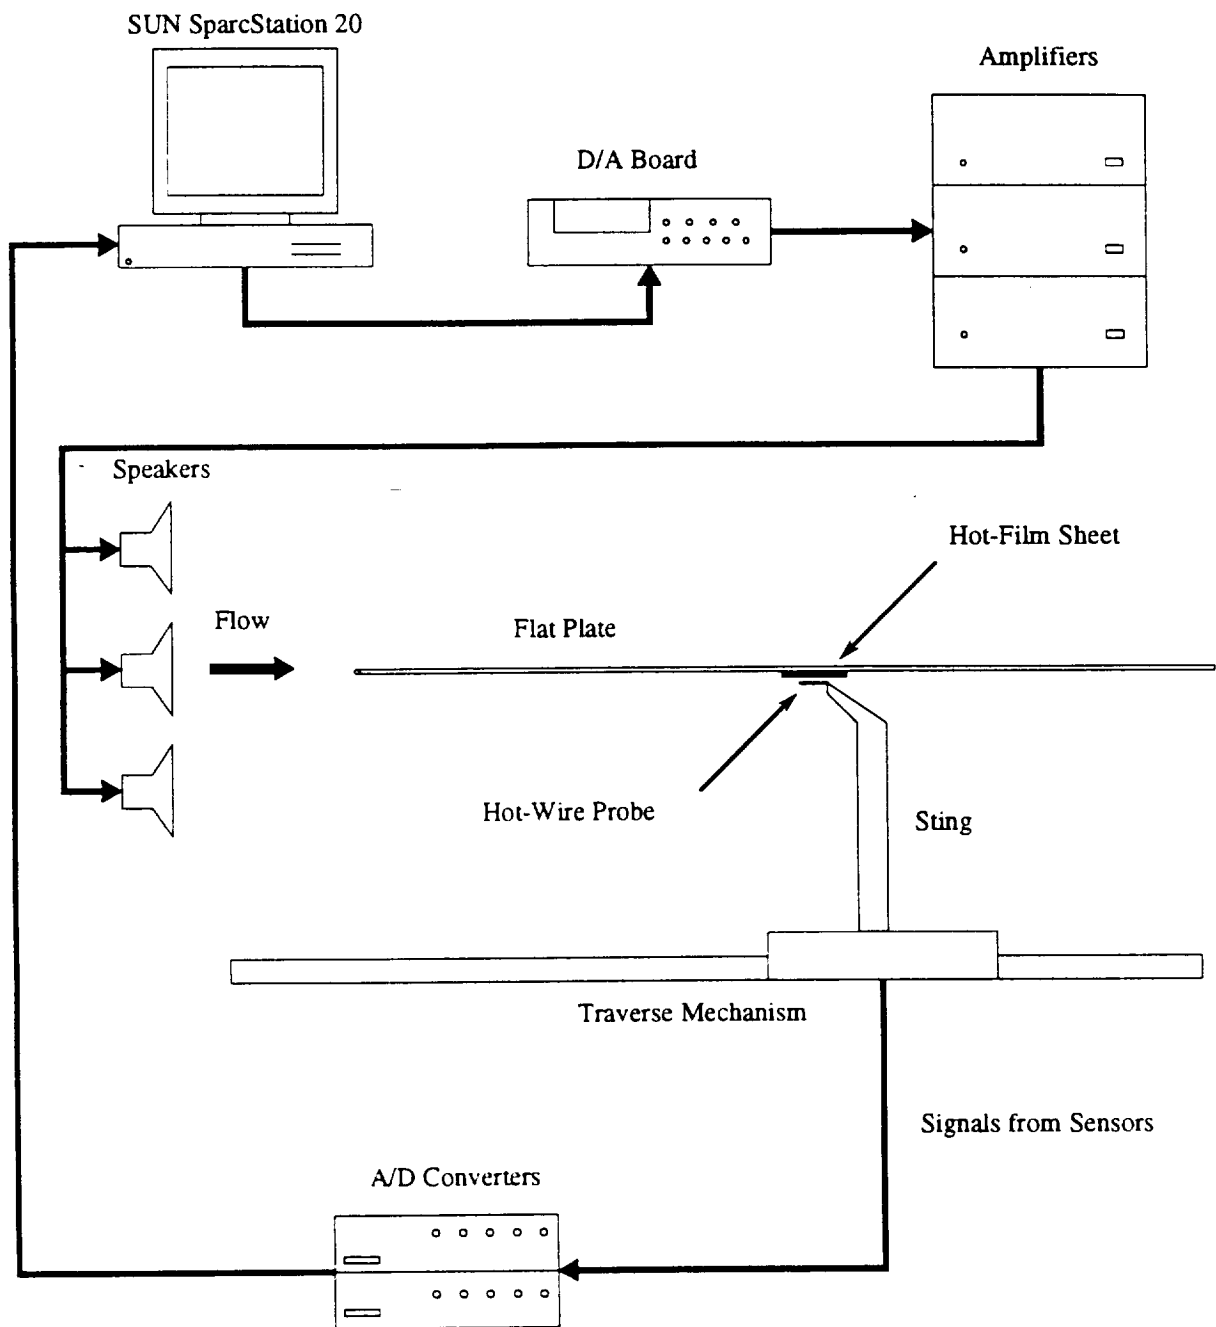 SUN SparcStation 20
Amplifiers
D/A Board
Speakers
Hot-Film Sheet
Flow
Flat Plate
Hot-Wire Probe
Sting
Traverse Mechanism
Signals from Sensors
A/D Converters